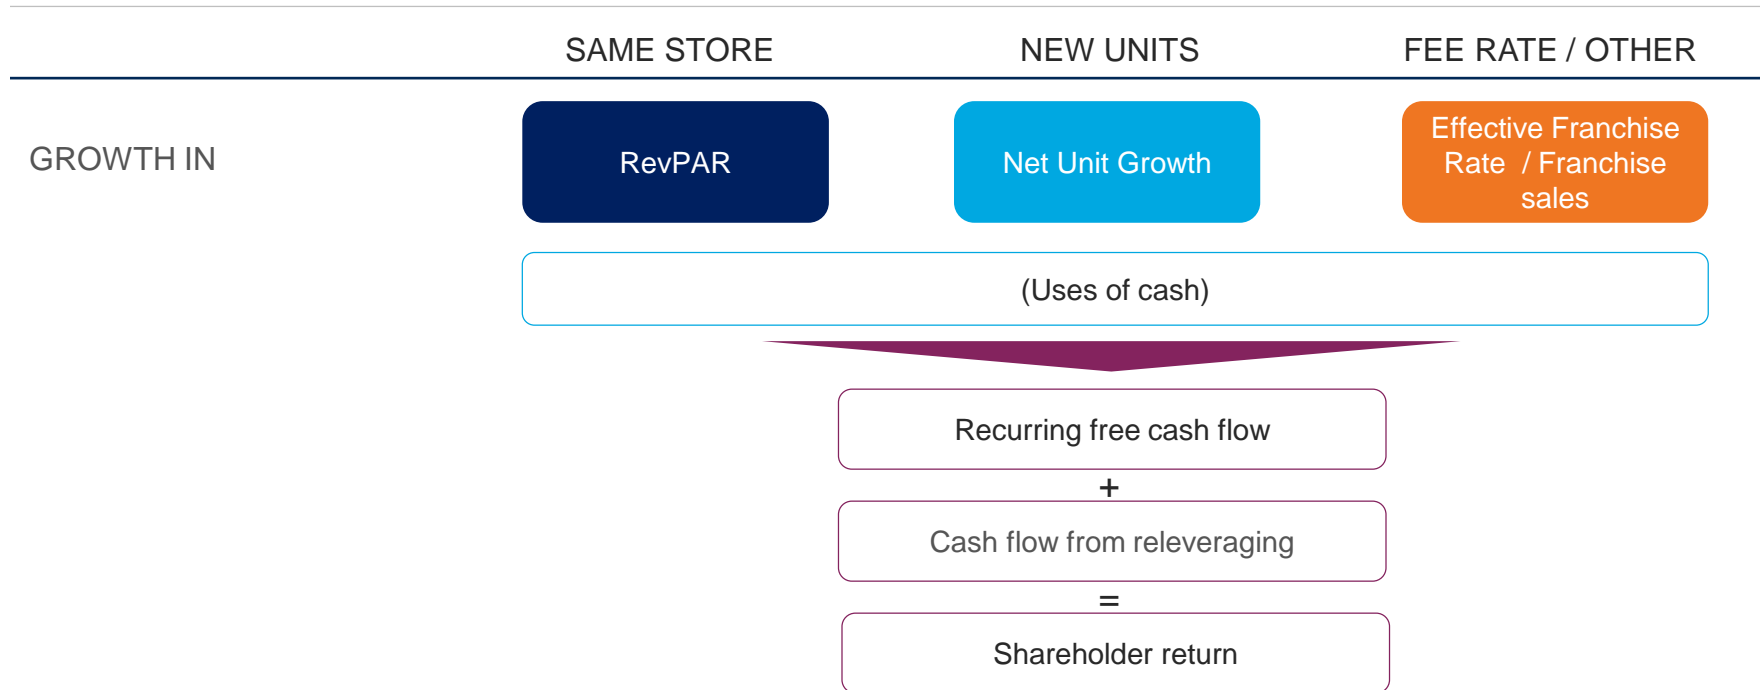 SAME STORE
NEW UNITS
FEE RATE / OTHER
GROWTH IN
RevPAR
Net Unit Growth
Effective Franchise
Rate / Franchise
sales
(Uses of cash)
Recurring free cash flow
+
Cash flow from releveraging
=
Shareholder return